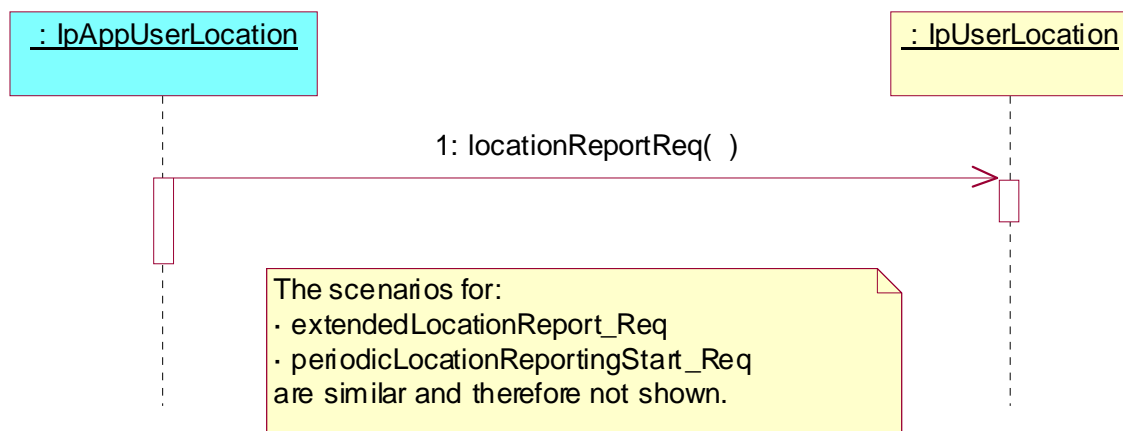 : IpAppUserLocation
: IpUserLocation
1: locationReportReq( )
The scenarios for:
· extendedLocationReport_Req
· periodicLocationReportingStart_Req
are similar and therefore not shown.